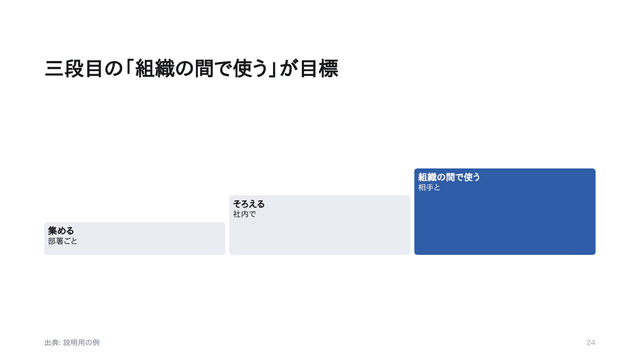 三段目の「組織の間で使う」が目標
組織の間で使う
相手と
そろえる
社内で
集める
部署ごと
出典: 説明用の例
24